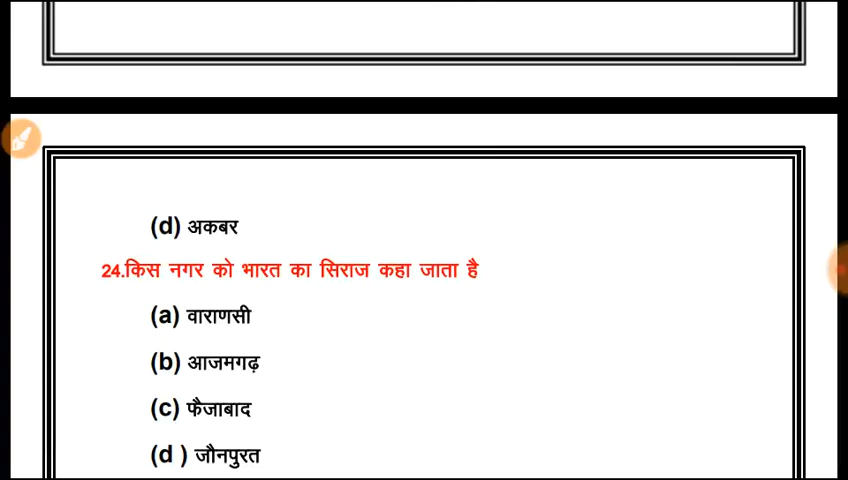 (d) अकबर
24.किस नगर को भारत का सिराज कहा जाता है
(a) वाराणसी
(b) आजमगढ़
(c) फैजाबाद
(d ) जौनपुरत